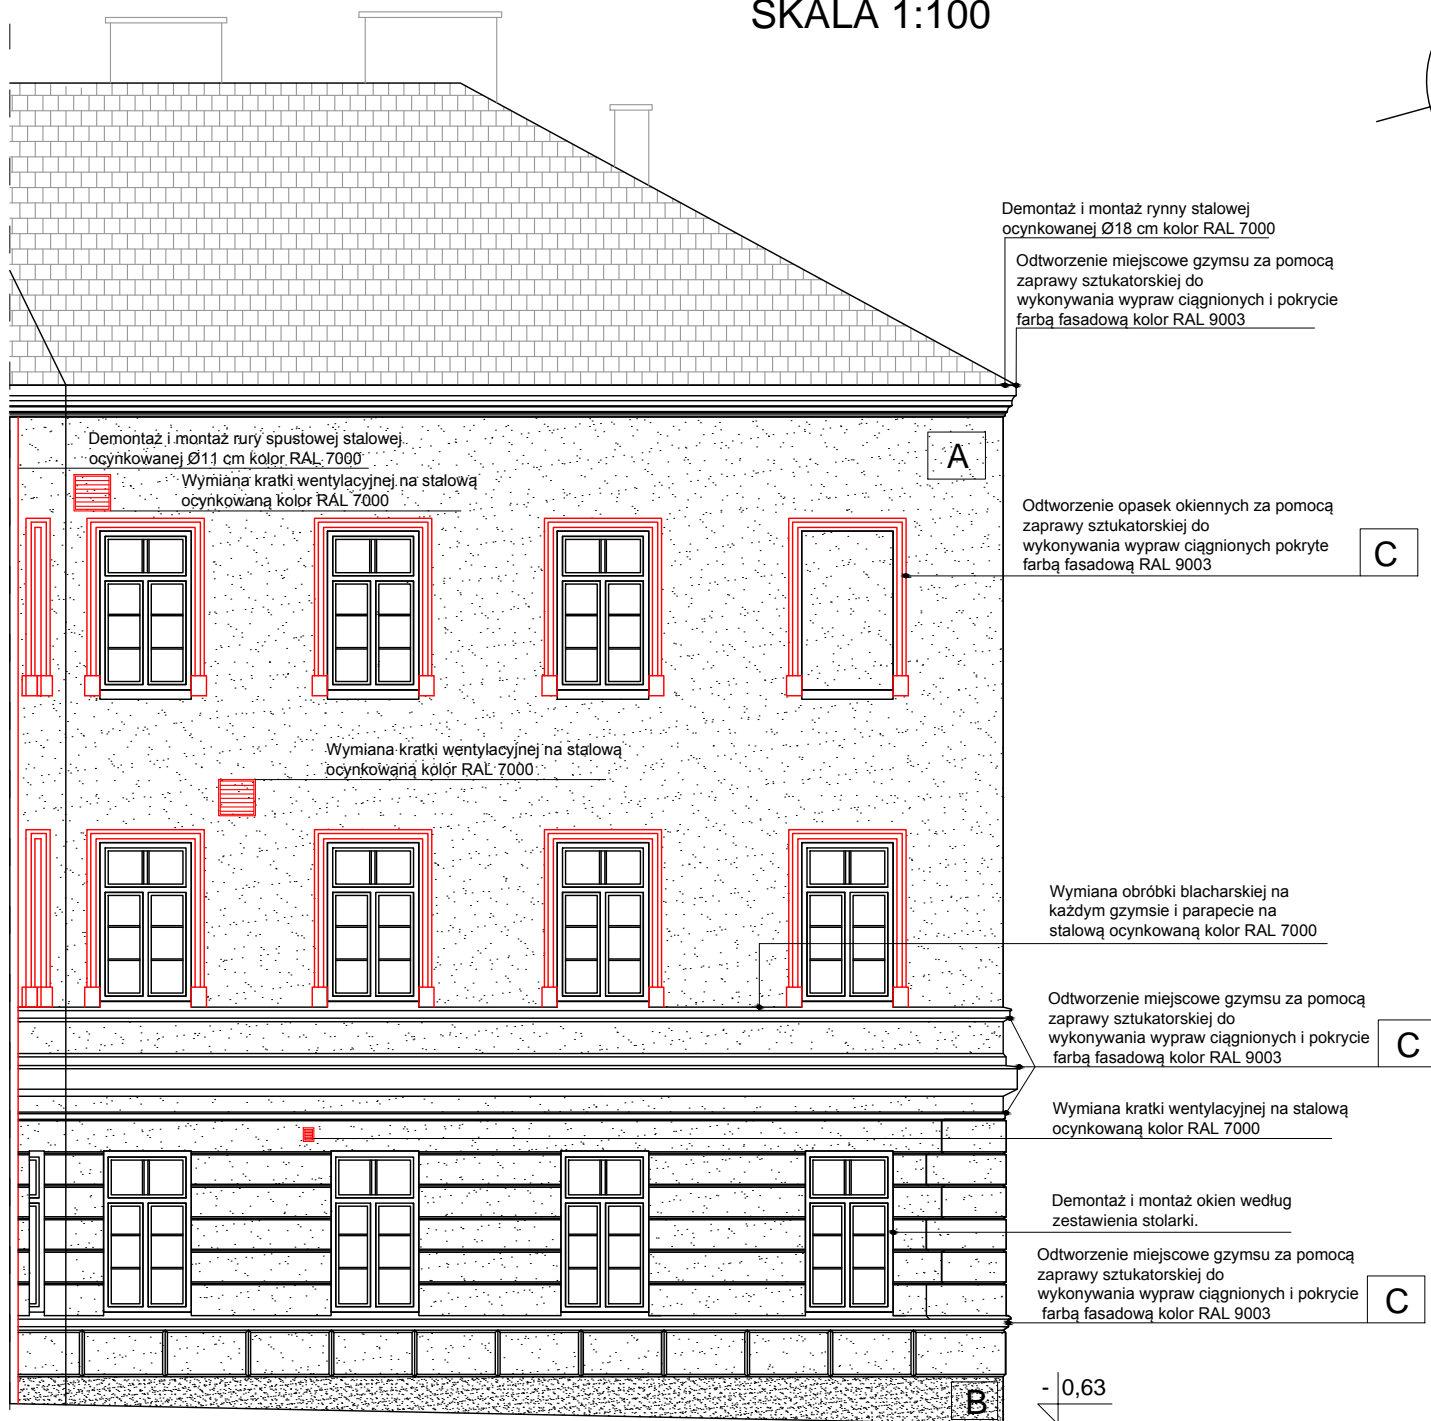 SKALA 1:100
Demontaż i montaż rynny stalowej
ocynkowanej Ø18 cm kolor RAL 7000
Odtworzenie miejscowe gzymsu za pomocą
zaprawy sztukatorskiej do
wykonywania wypraw ciągnionych i pokrycie
farbą fasadową kolor RAL 9003
Demontaż i montaż rury spustowej stalowej
ocynkowanej Ø11 cm kolor RAL 7000
Wymiana kratki wentylacyjnej na stalową
ocynkowaną kolor RAL 7000
A
Odtworzenie opasek okiennych za pomocą
zaprawy sztukatorskiej do
wykonywania wypraw ciągnionych pokryte
farbą fasadową RAL 9003
C
Wymiana kratki wentylacyjnej na stalową
ocynkowaną kolor RAL 7000
Wymiana obróbki blacharskiej na
każdym gzymsie i parapecie na
stalową ocynkowaną kolor RAL 7000
Odtworzenie miejscowe gzymsu za pomocą
zaprawy sztukatorskiej do
wykonywania wypraw ciągnionych i pokrycie
farbą fasadową kolor RAL 9003
C
Wymiana kratki wentylacyjnej na stalową
ocynkowaną kolor RAL 7000
Demontaż i montaż okien według
zestawienia stolarki.
Odtworzenie miejscowe gzymsu za pomocą
zaprawy sztukatorskiej do
wykonywania wypraw ciągnionych i pokrycie
farbą fasadową kolor RAL 9003
C
B
- 0,63